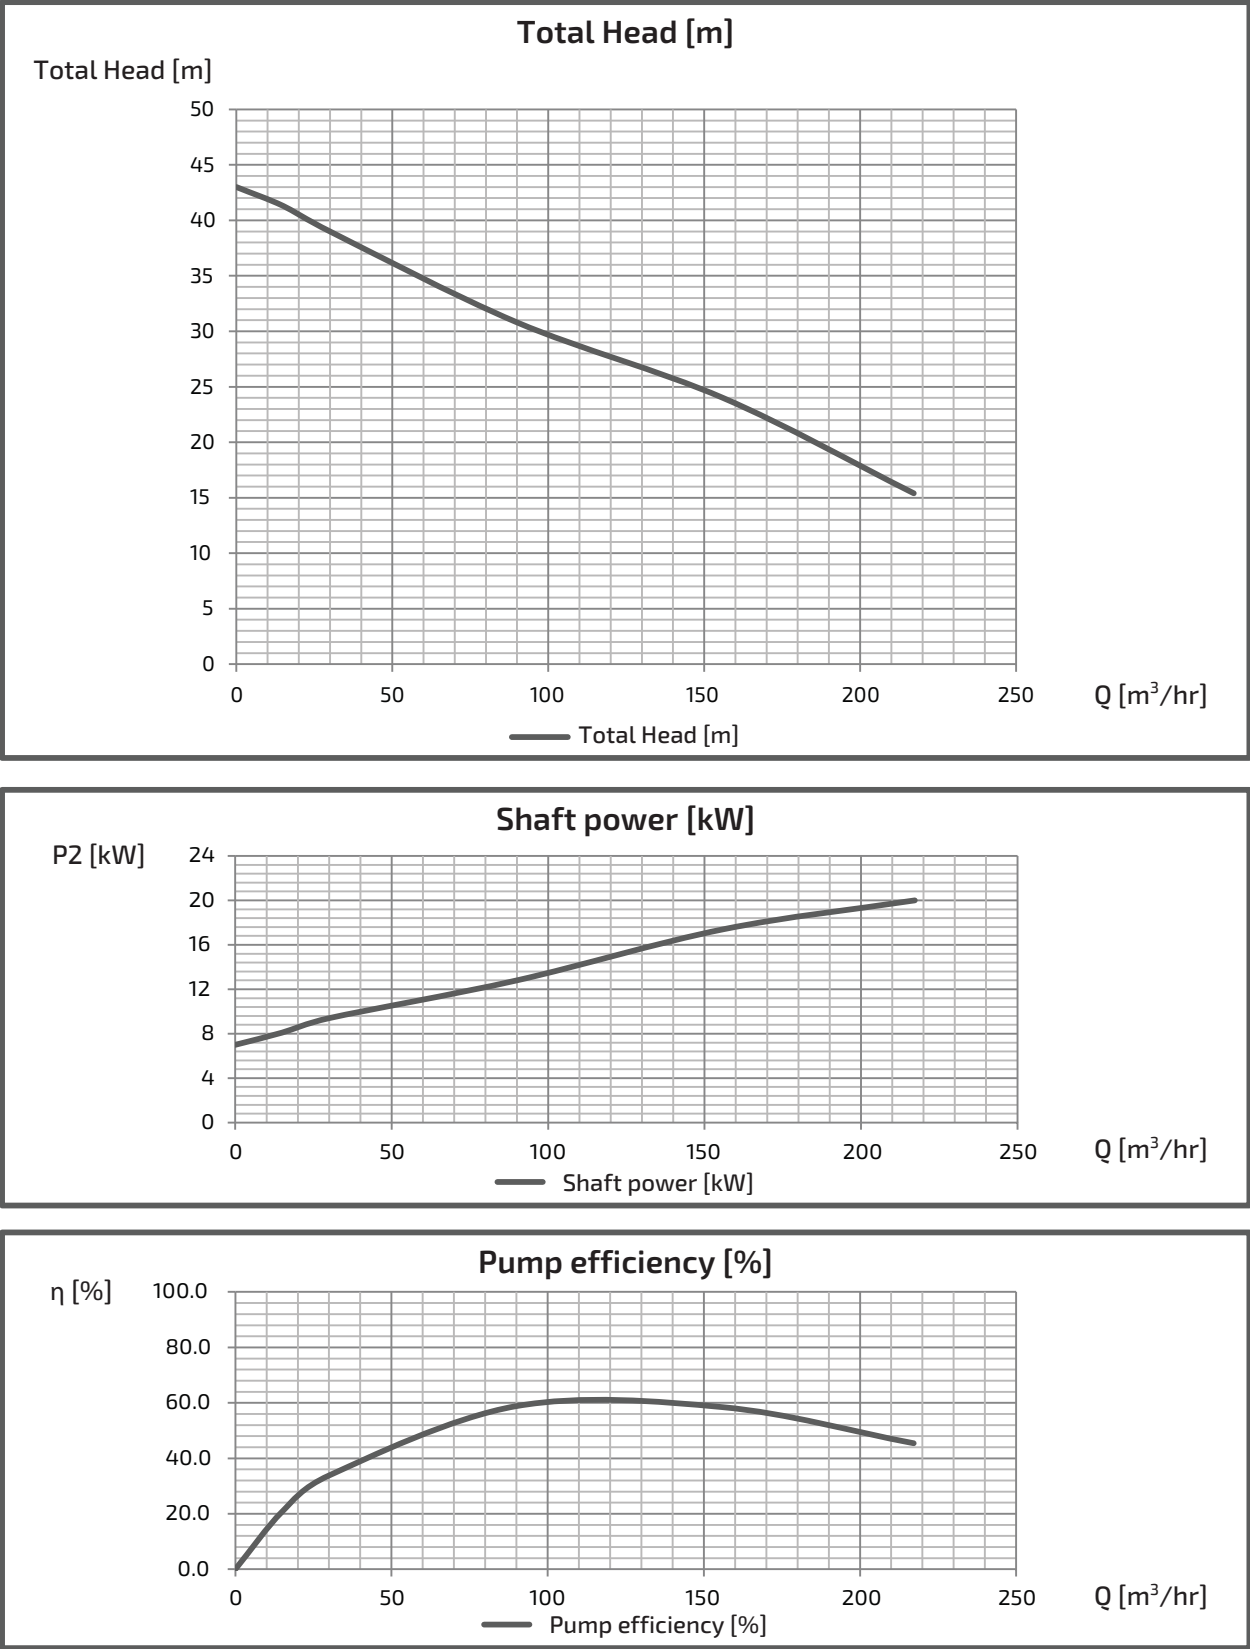 Total Head [m]
Total Head [m]
50
45
40
35
30
25
20
15
10
5
0
0 50 100 150 200 250 Q [m³/hr]
Total Head [m]
Shaft power [kW]
P2 [kW] 24
20
16
12
8
4
0
0 50 100 150 200 250 Q [m³/hr]
Shaft power [kW]
Pump efficiency [%]
η [%] 100.0
80.0
60.0
40.0
20.0
0.0
0 50 100 150 200 250 Q [m³/hr]
Pump efficiency [%]